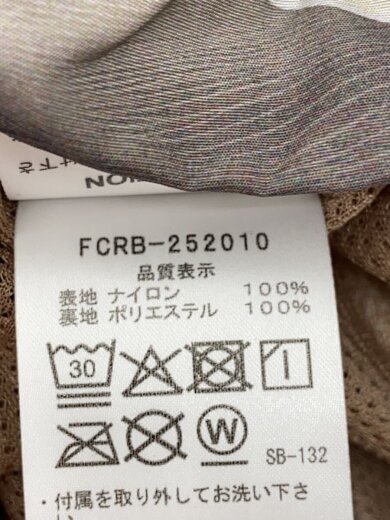 ION
FCRB-252010
品質表示
表地 ナイロン 100%
裏地 ポリエステル 100%
30
W
SB-132
・付属を取り外してお洗い下さ
い